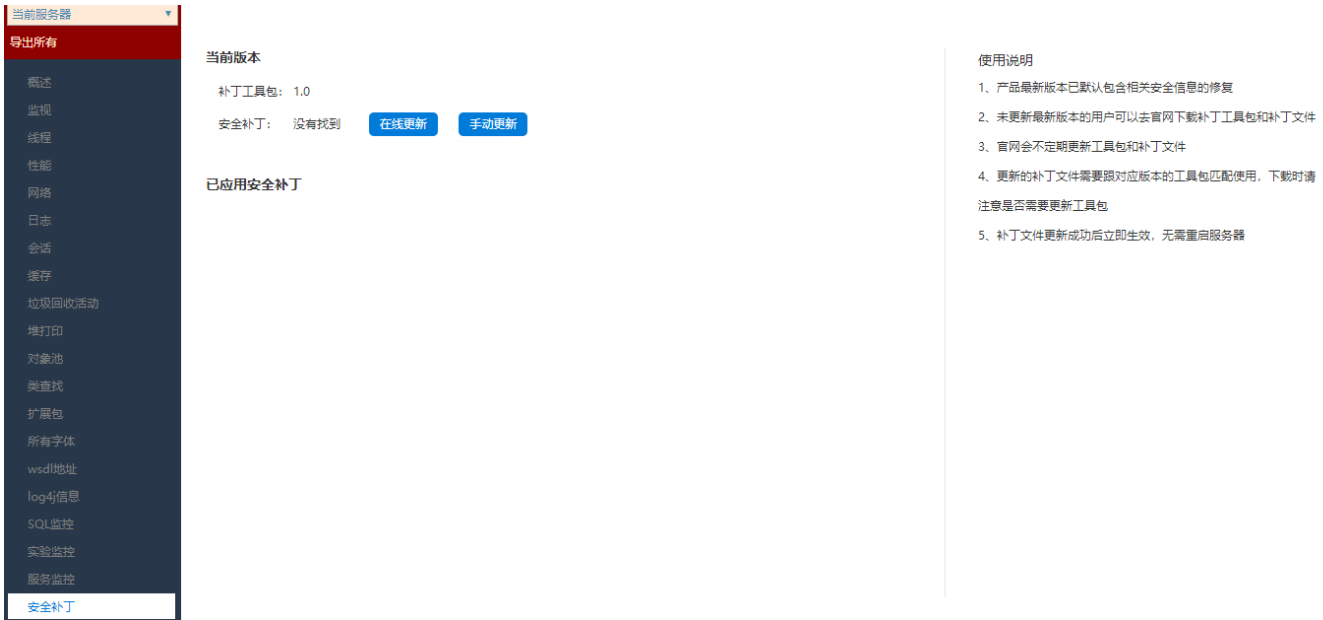 当前服务器
导出所有
概述
监视
线程
性能
网络
日志
会话
缓存
垃圾回收活动
堆打印
对象池
类查找
扩展包
所有字体
wsdl地址
log4j信息
SQL监控
实验监控
服务监控
安全补丁
当前版本
补丁工具包： 1.0
安全补丁： 没有找到 在线更新 手动更新
已应用安全补丁
使用说明
1、产品最新版本已默认包含相关安全信息的修复
2、未更新最新版本的用户可以去官网下载补丁工具包和补丁文件
3、官网会不定期更新工具包和补丁文件
4、更新的补丁文件需要跟对应版本的工具包匹配使用，下载时请
注意是否需要更新工具包
5、补丁文件更新成功后立即生效，无需重启服务器